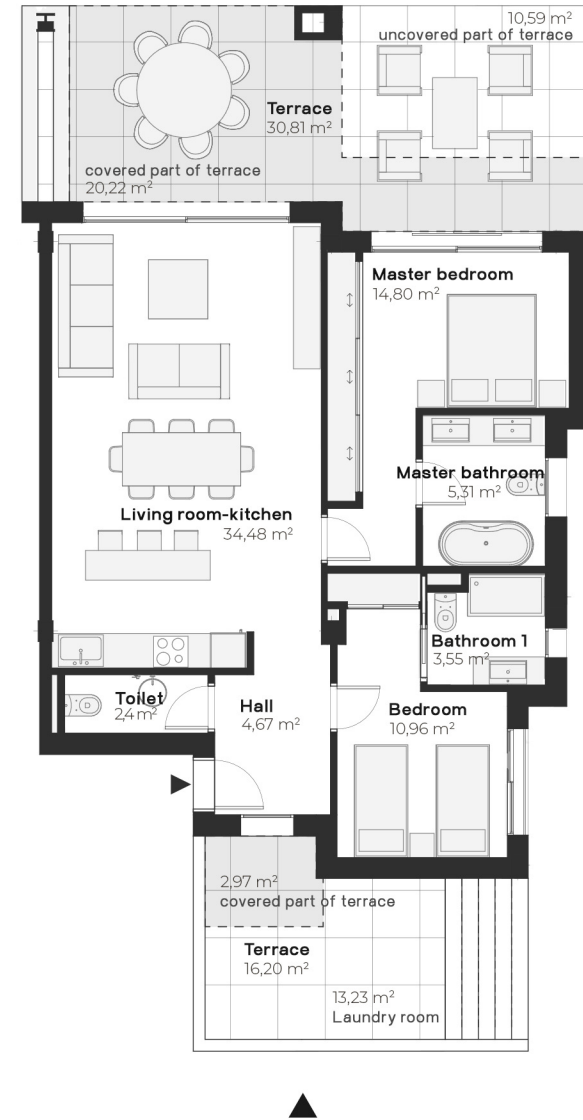 10,59 m²
uncovered part of terrace
Terrace
30,81 m²
covered part of terrace
20,22 m²
Master bedroom
14,80 m²
Master bathroom
5,31 m²
Living room-kitchen
34,48 m²
Bathroom 1
3,55 m²
Toilet
2,4 m²
Hall
4,67 m²
Bedroom
10,96 m²
2,97 m²
covered part of terrace
Terrace
16,20 m²
13,23 m²
Laundry room